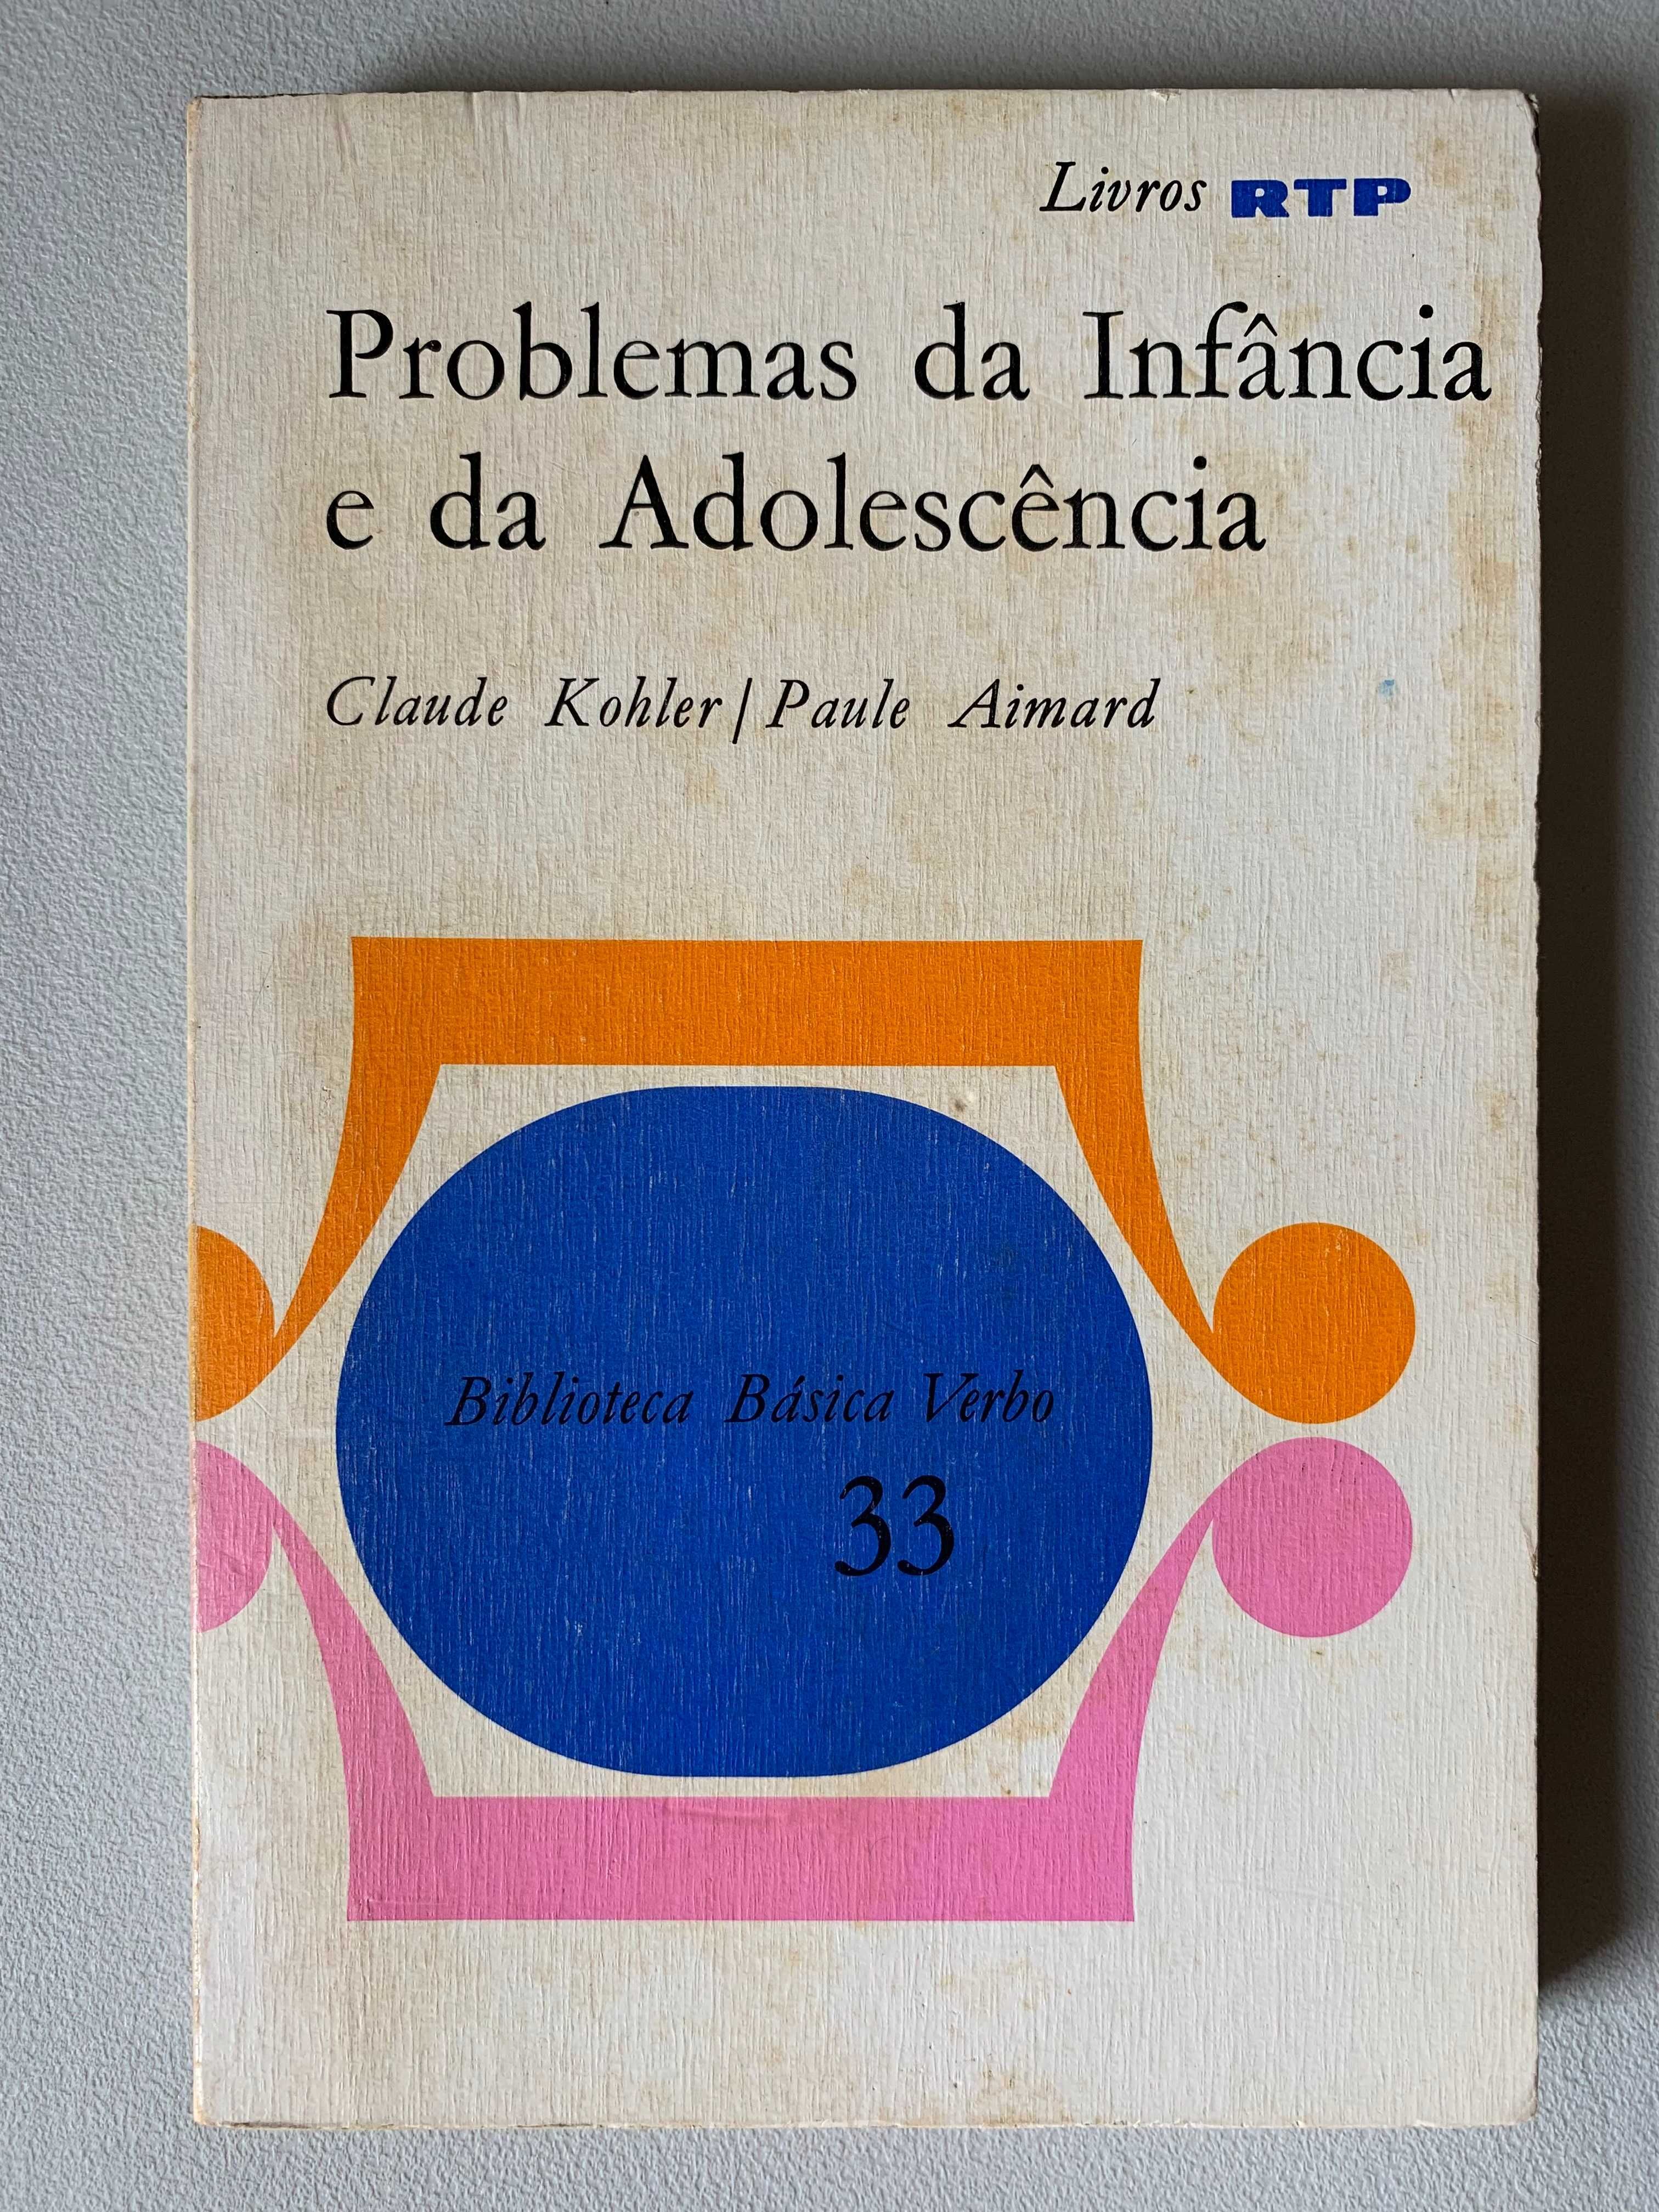 Livros RTP
Problemas da Infância
e da Adolescência
Claude Kohler/Paule Aimard
Biblioteca Básica Verbo
33